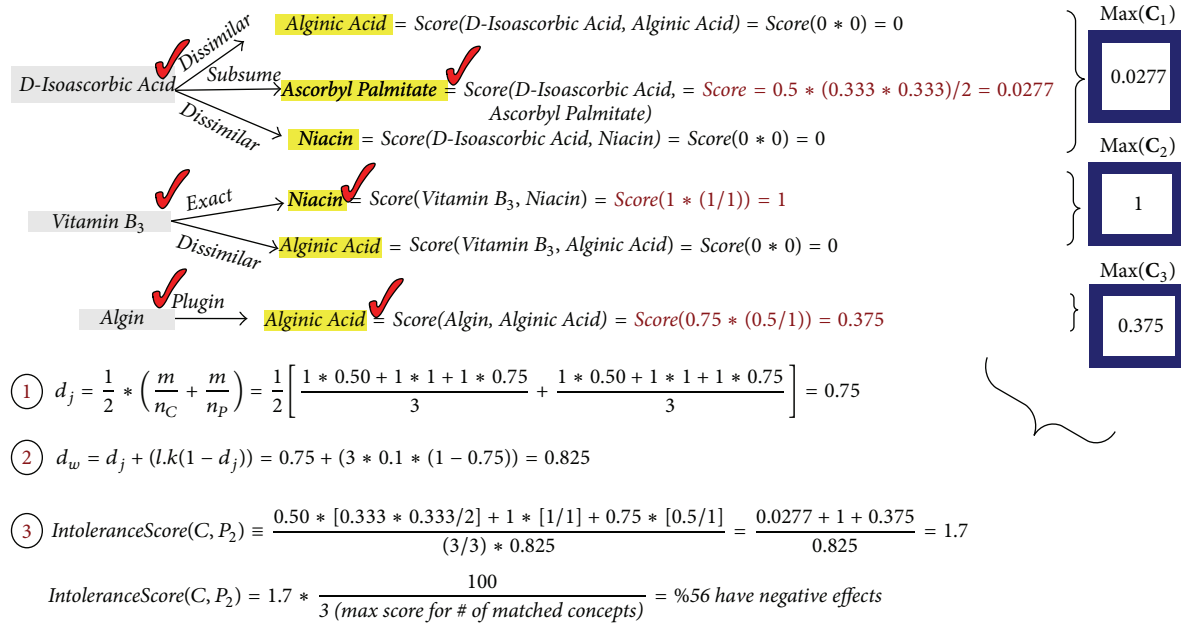 Dissimilar Alginic Acid = Score(D-Isoascorbic Acid, Alginic Acid) = Score(0 * 0) = 0 Max(C₁)
D-Isoascorbic Acid Subsume Ascorbyl Palmitate = Score(D-Isoascorbic Acid, = Score = 0.5 * (0.333 * 0.333)/2 = 0.0277 0.0277
Ascorbyl Palmitate)
Dissimilar Niacin = Score(D-Isoascorbic Acid, Niacin) = Score(0 * 0) = 0
Max(C₂)
Exact Niacin = Score(Vitamin B₃, Niacin) = Score(1 * (1/1)) = 1 1
Vitamin B₃
Dissimilar Alginic Acid = Score(Vitamin B₃, Alginic Acid) = Score(0 * 0) = 0
Max(C₃)
Algin Plugin Alginic Acid = Score(Algin, Alginic Acid) = Score(0.75 * (0.5/1)) = 0.375 0.375
1 d_j = 1/2 * (m/n_C + m/n_P) = 1/2 [ (1 * 0.50 + 1 * 1 + 1 * 0.75)/3 + (1 * 0.50 + 1 * 1 + 1 * 0.75)/3 ] = 0.75
2 d_w = d_j + (l.k(1 − d_j)) = 0.75 + (3 * 0.1 * (1 − 0.75)) = 0.825
3 IntoleranceScore(C, P₂) ≡ (0.50 * [0.333 * 0.333/2] + 1 * [1/1] + 0.75 * [0.5/1])/((3/3) * 0.825) = (0.0277 + 1 + 0.375)/0.825 = 1.7
IntoleranceScore(C, P₂) = 1.7 * 100/3 (max score for # of matched concepts) = %56 have negative effects